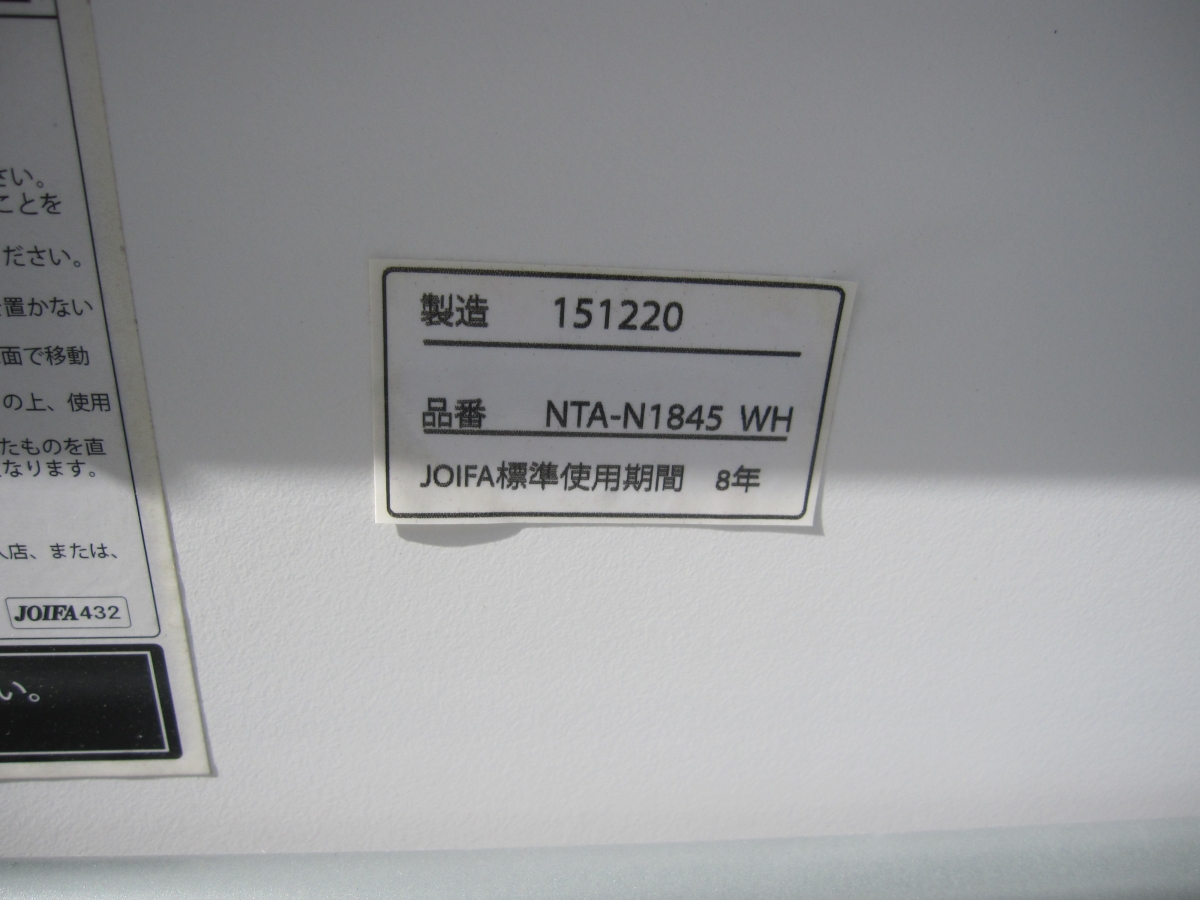 さい。
ことを
ださい。
置かない
面で移動
の上、使用
たものを直
なります。
店、または、
JOIFA432
い。
製造 151220
品番 NTA-N1845 WH
JOIFA標準使用期間 8年